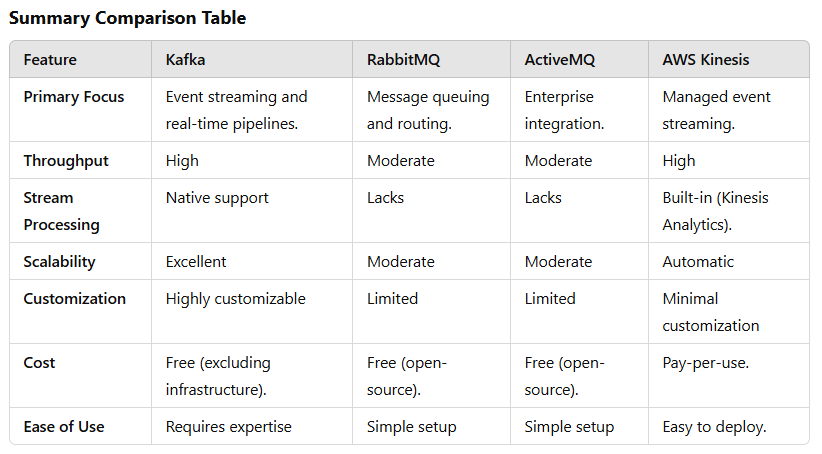 Summary Comparison Table
Feature Kafka RabbitMQ ActiveMQ AWS Kinesis
Primary Focus Event streaming and real-time pipelines. Message queuing and routing. Enterprise integration. Managed event streaming.
Throughput High Moderate Moderate High
Stream Processing Native support Lacks Lacks Built-in (Kinesis Analytics).
Scalability Excellent Moderate Moderate Automatic
Customization Highly customizable Limited Limited Minimal customization
Cost Free (excluding infrastructure). Free (open-source). Free (open-source). Pay-per-use.
Ease of Use Requires expertise Simple setup Simple setup Easy to deploy.